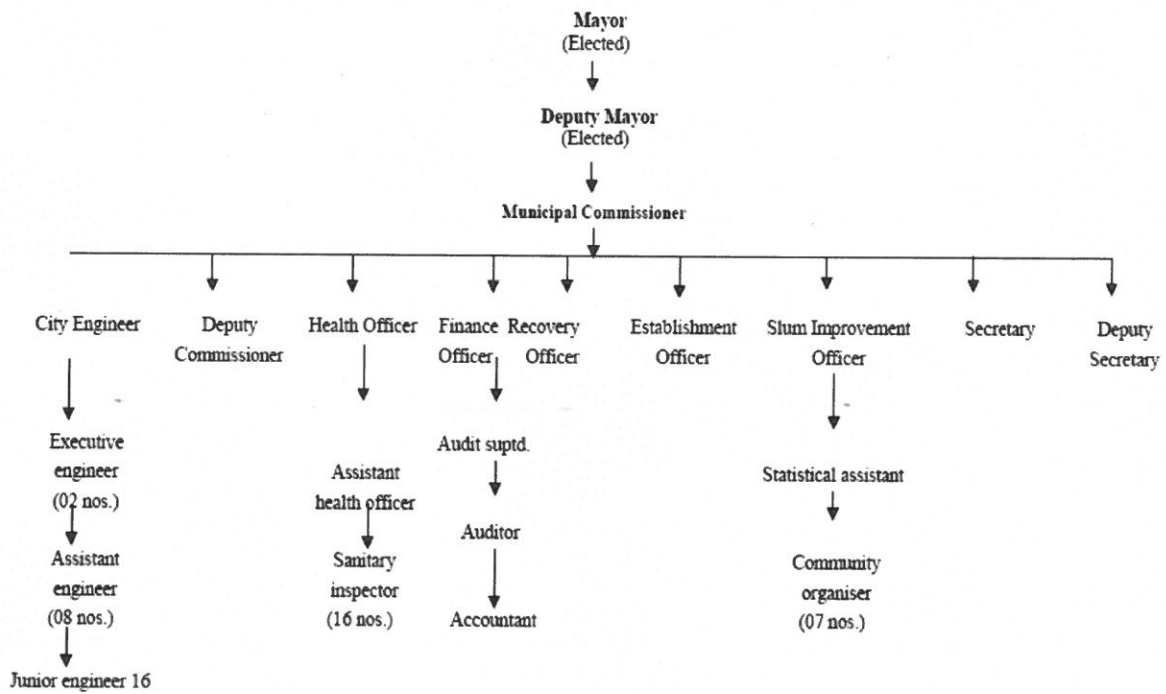 Mayor
(Elected)
Deputy Mayor
(Elected)
Municipal Commissioner
City Engineer
Deputy
Commissioner
Health Officer
Finance
Officer
Recovery
Officer
Establishment
Officer
Slum Improvement
Officer
Secretary
Deputy
Secretary
Executive
engineer
(02 nos.)
Assistant
engineer
(08 nos.)
Junior engineer 16
Assistant
health officer
Sanitary
inspector
(16 nos.)
Audit suptd.
Auditor
Accountant
Statistical assistant
Community
organiser
(07 nos.)